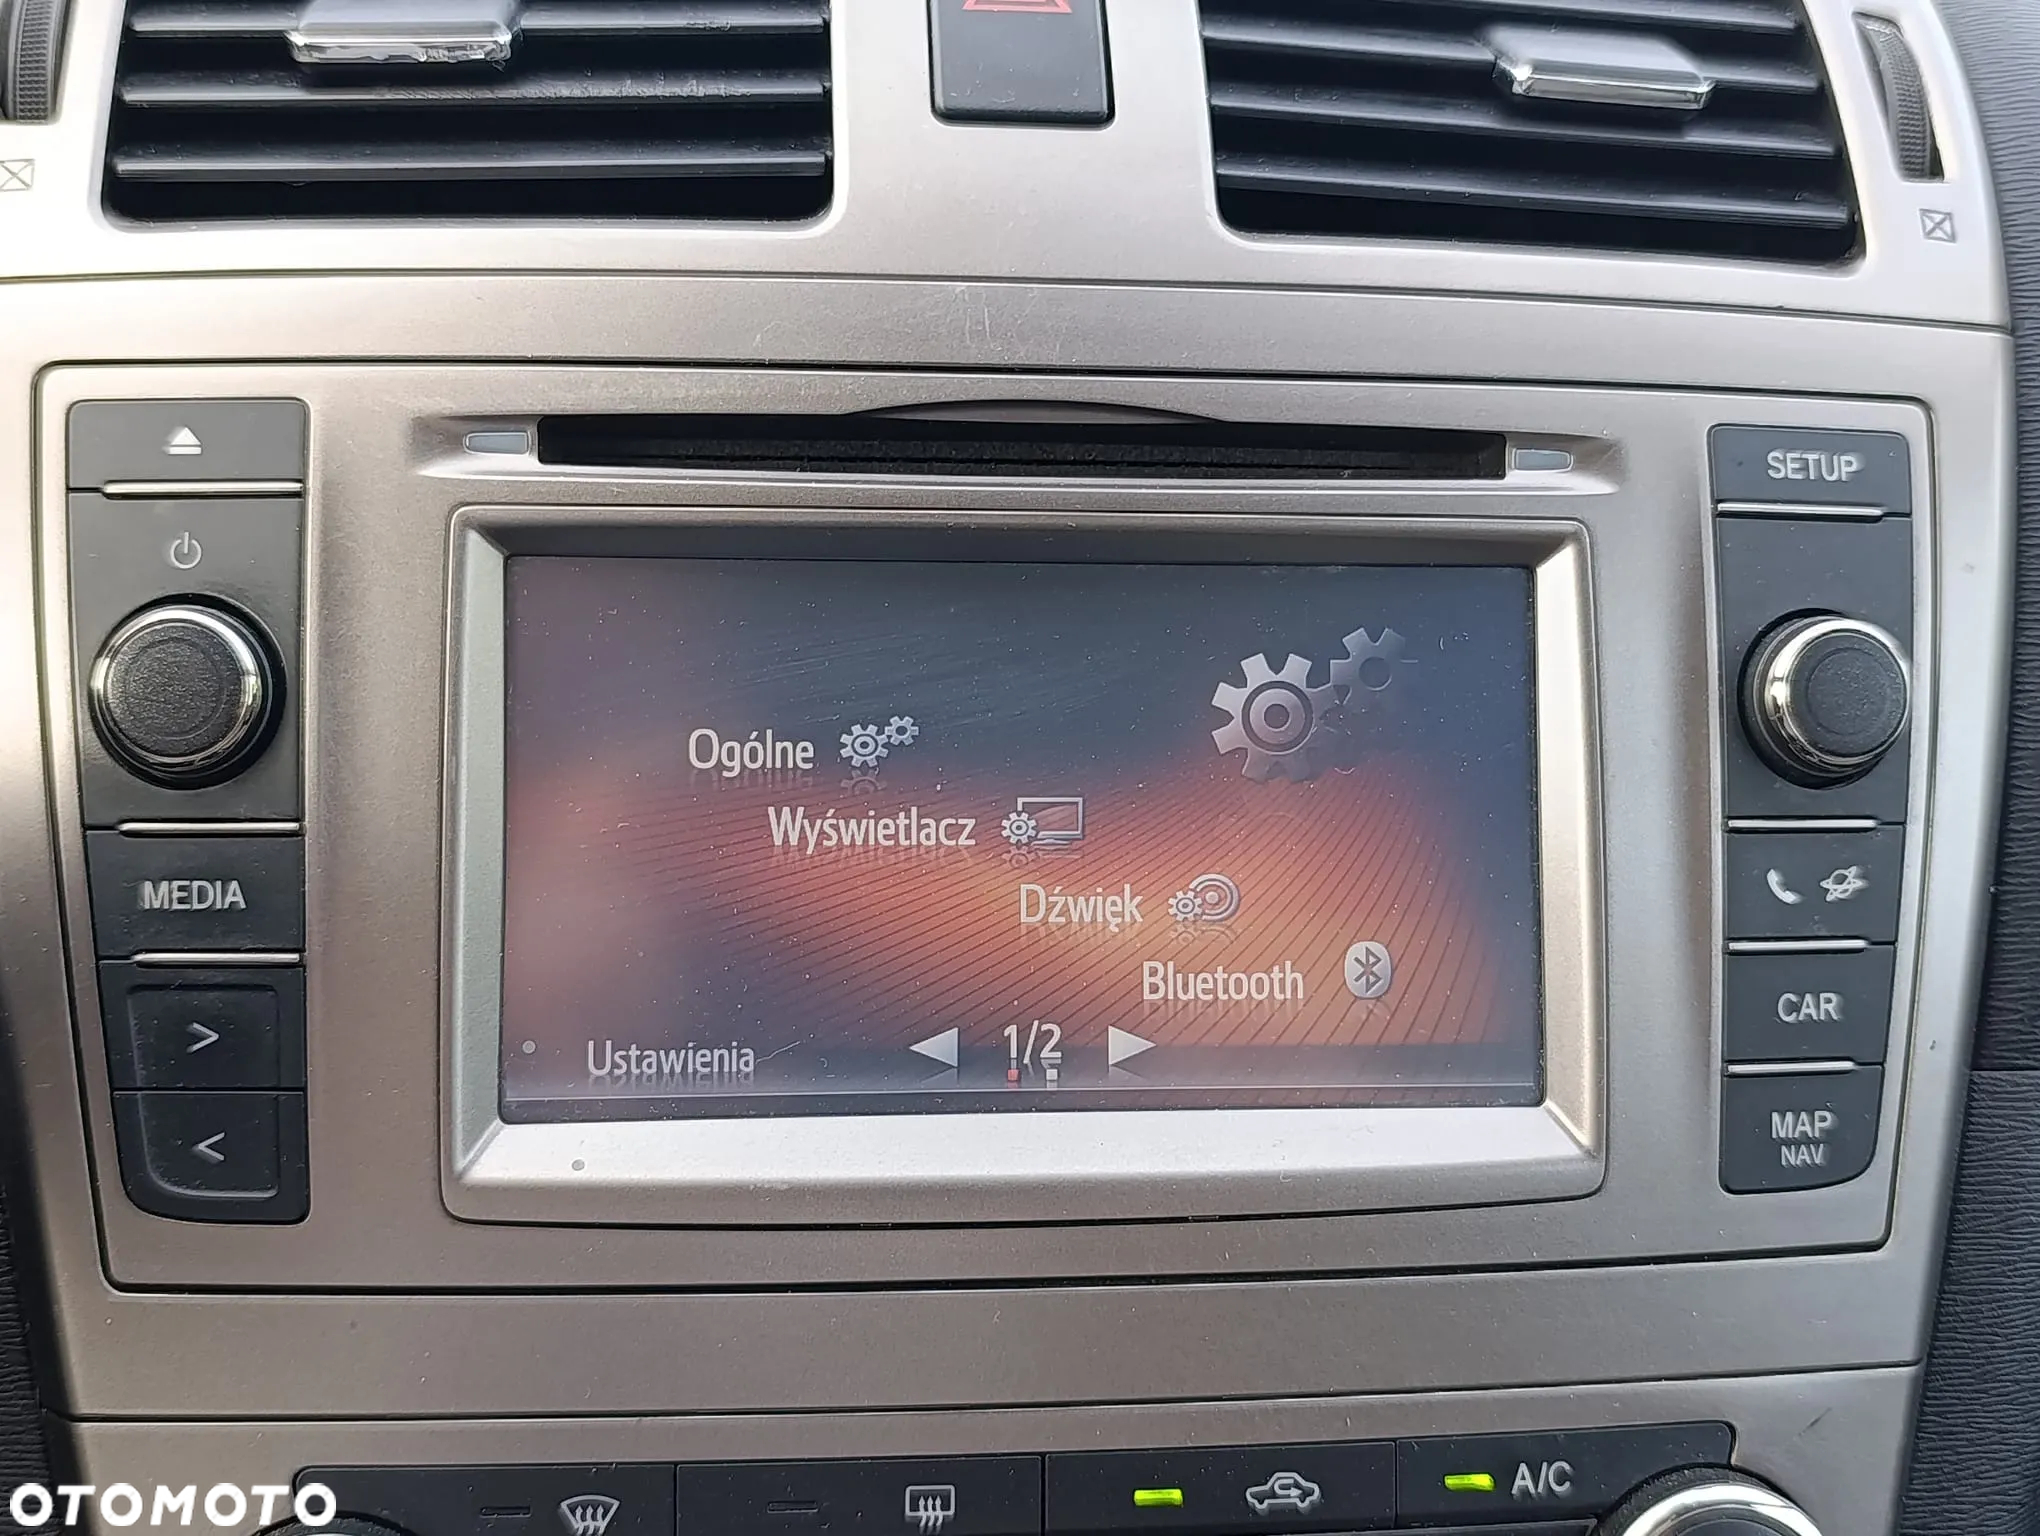 SETUP
MEDIA
>
<
Ogólne
Wyświetlacz
Dźwięk
Bluetooth
Ustawienia
1/2
CAR
MAP
NAV
A/C
OTOMOTO